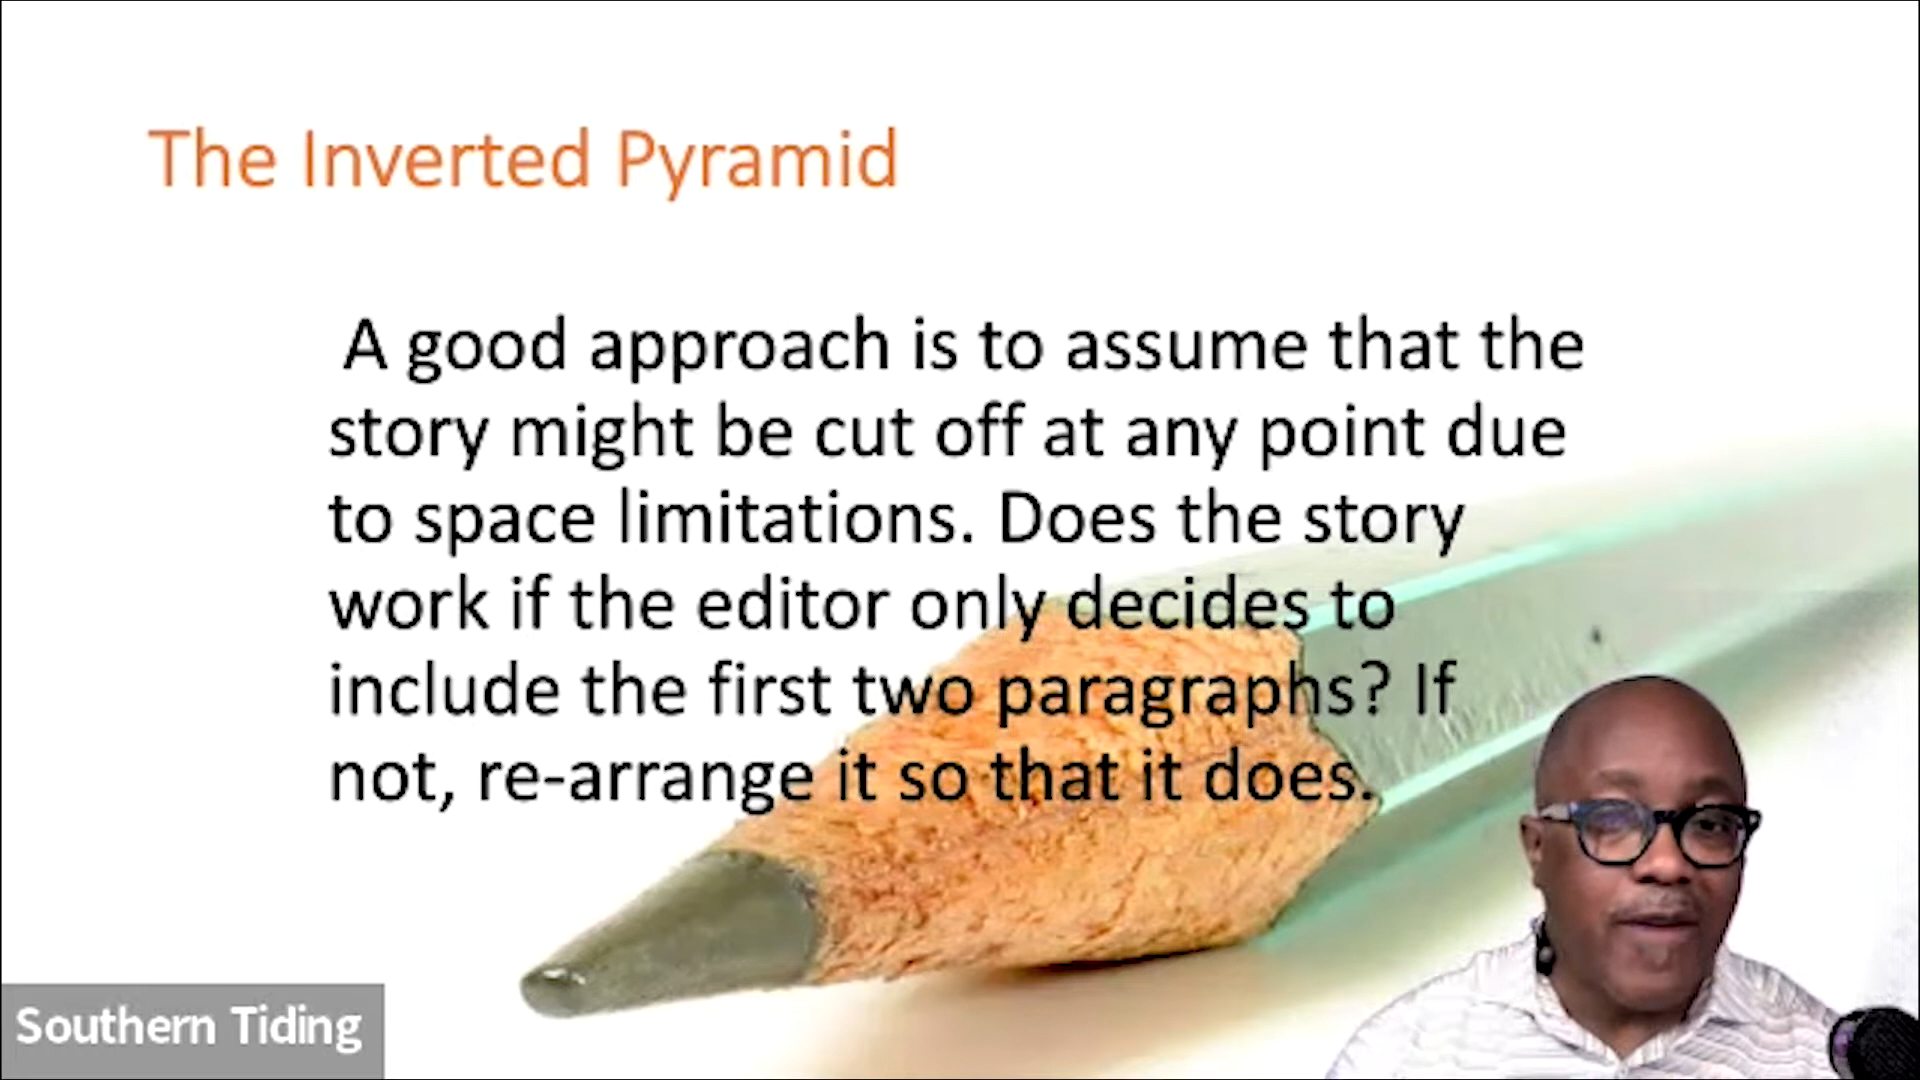 The Inverted Pyramid
A good approach is to assume that the
story might be cut off at any point due
to space limitations. Does the story
work if the editor only decides to
include the first two paragraphs? If
not, re-arrange it so that it does.
Southern Tiding